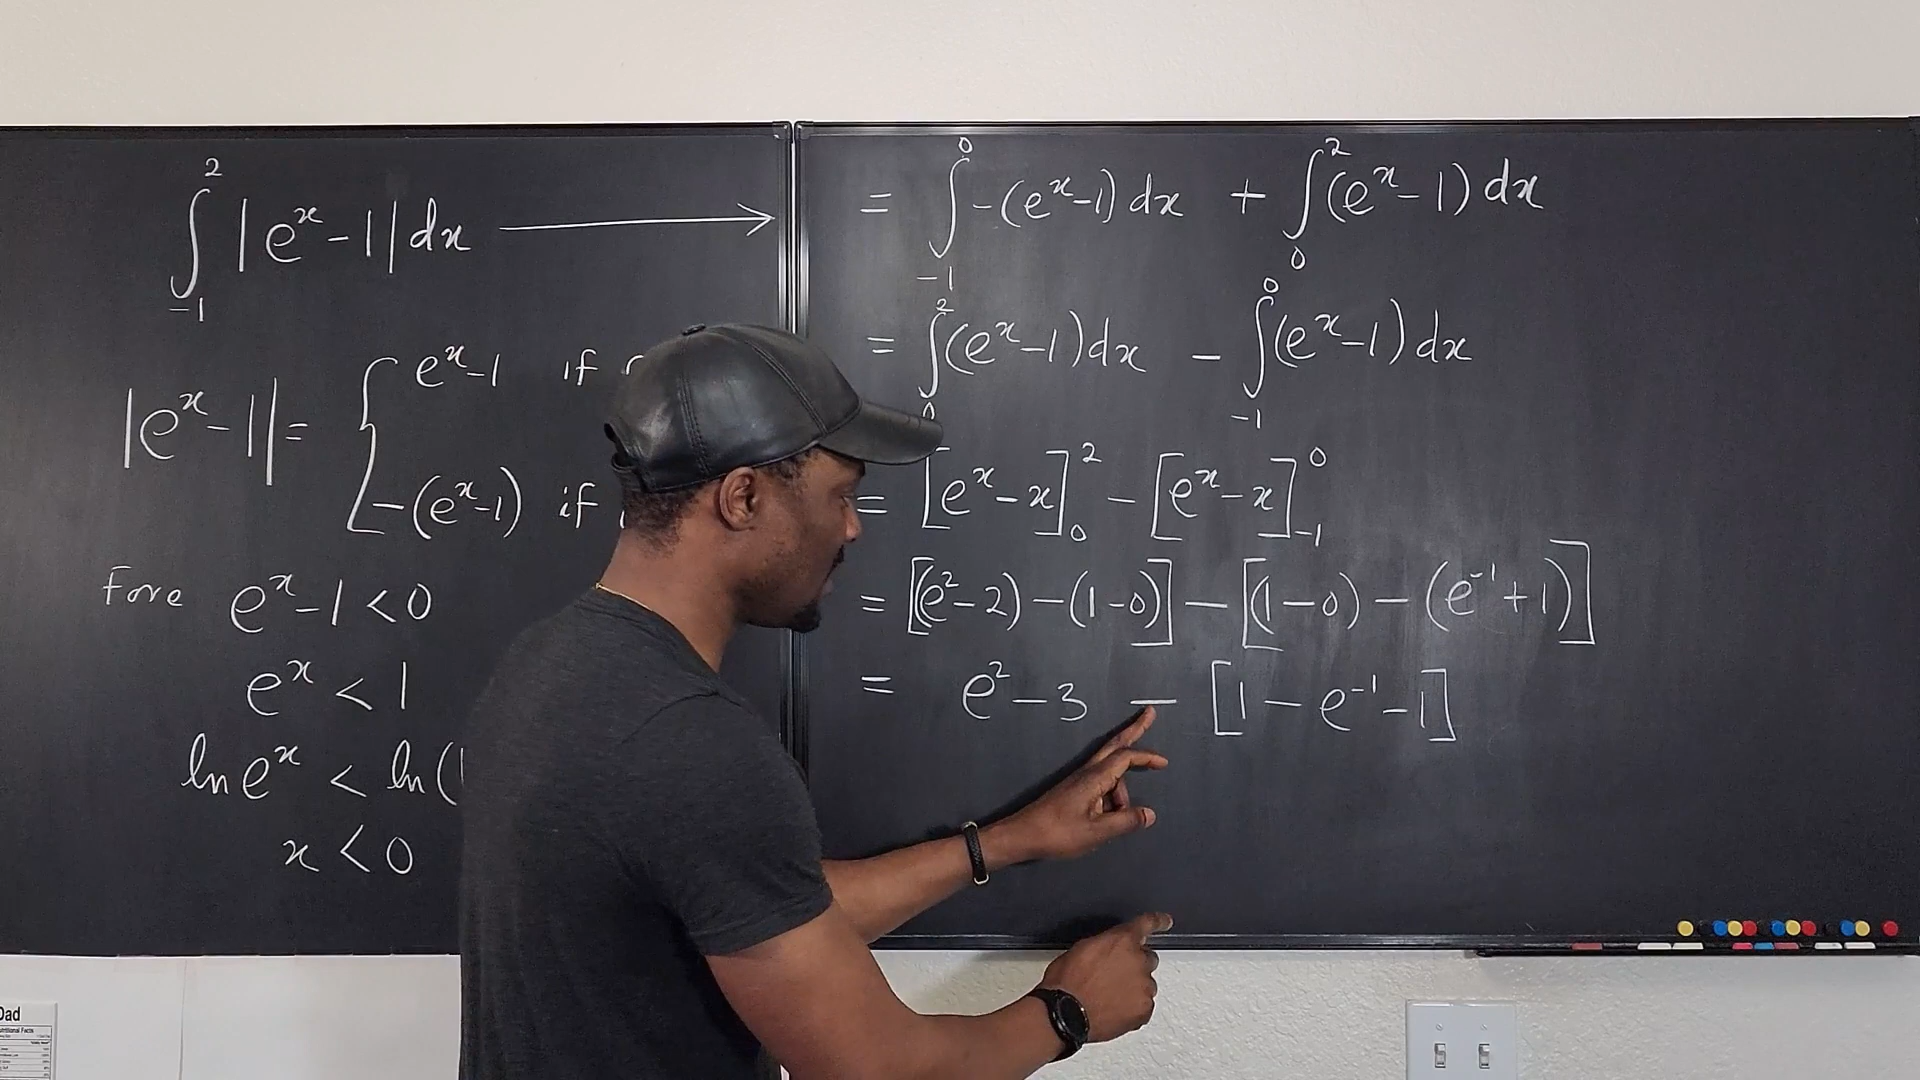 ∫₋₁² |eˣ - 1| dx ⟶
|eˣ - 1| = { eˣ - 1 if
-(eˣ - 1) if
Fore eˣ - 1 < 0
eˣ < 1
ln eˣ < ln(
x < 0
= ∫₋₁⁰ -(eˣ - 1) dx + ∫₀² (eˣ - 1) dx
= ∫₀² (eˣ - 1) dx - ∫₋₁⁰ (eˣ - 1) dx
= [eˣ - x]₀² - [eˣ - x]₋₁⁰
= [(e² - 2) - (1 - 0)] - [(1 - 0) - (e⁻¹ + 1)]
= e² - 3 - [1 - e⁻¹ - 1]
Dad